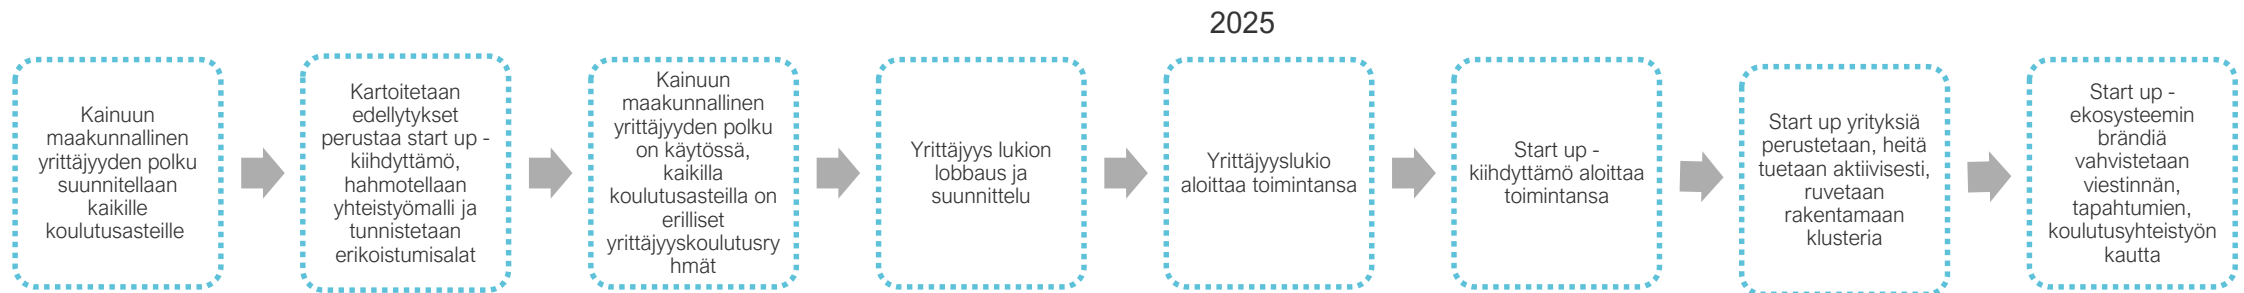 2025
Kainuun
maakunnallinen
yrittäjyyden polku
suunnitellaan
kaikille
koulutusasteille
Kartoitetaan
edellytykset
perustaa start up -
kiihdyttämö,
hahmotellaan
yhteistyömalli ja
tunnistetaan
erikoistumisalat
Kainuun
maakunnallinen
yrittäjyyden polku
on käytössä,
kaikilla
koulutusasteilla on
erilliset
yrittäjyyskoulutusry
hmät
Yrittäjyys lukion
lobbaus ja
suunnittelu
Yrittäjyyslukio
aloittaa toimintansa
Start up -
kiihdyttämö aloittaa
toimintansa
Start up yrityksiä
perustetaan, heitä
tuetaan aktiivisesti,
ruvetaan
rakentamaan
klusteria
Start up -
ekosysteemin
brändiä
vahvistetaan
viestinnän,
tapahtumien,
koulutusyhteistyön
kautta